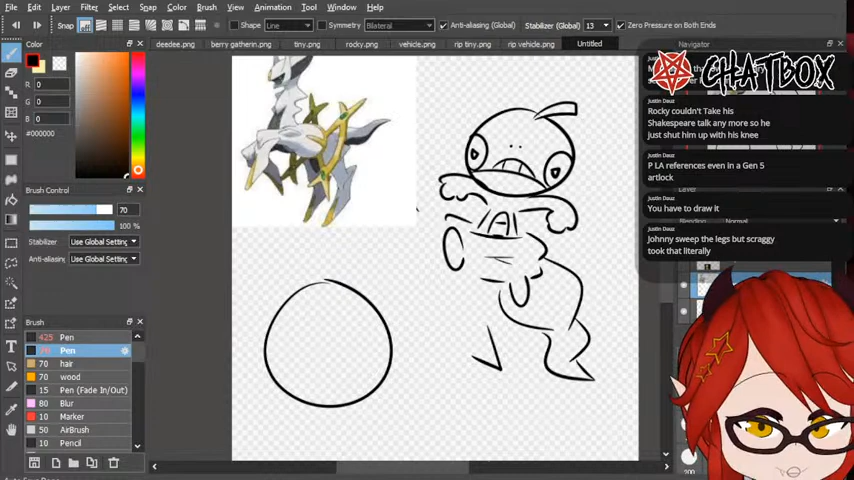 File Edit Layer Filter Select Snap Color Brush View Animation Tool Window Help
Snap Shape Line Symmetry Bilateral Anti-aliasing (Global) Stabilizer (Global) 13 Zero Pressure on Both Ends
deedee.png berry gatherin.png tiny.png rocky.png vehicle.png rip tiny.png rip vehicle.png Untitled
Color
R 0
G 0
B 0
#000000
Brush Control
70
100 %
Stabilizer Use Global Setting
Anti-aliasing Use Global Setting
Brush
425 Pen
Pen
70 hair
70 wood
15 Pen (Fade In/Out)
80 Blur
10 Marker
50 AirBrush
10 Pencil
Navigator
CHATBOX
Justin Dauz
Rocky couldn't Take his
Shakespeare talk any more so he
just shut him up with his knee
Justin Dauz
P LA references even in a Gen 5
artlock
Justin Dauz
You have to draw it
Justin Dauz
Johnny sweep the legs but scraggy
took that literally
Layer
Normal